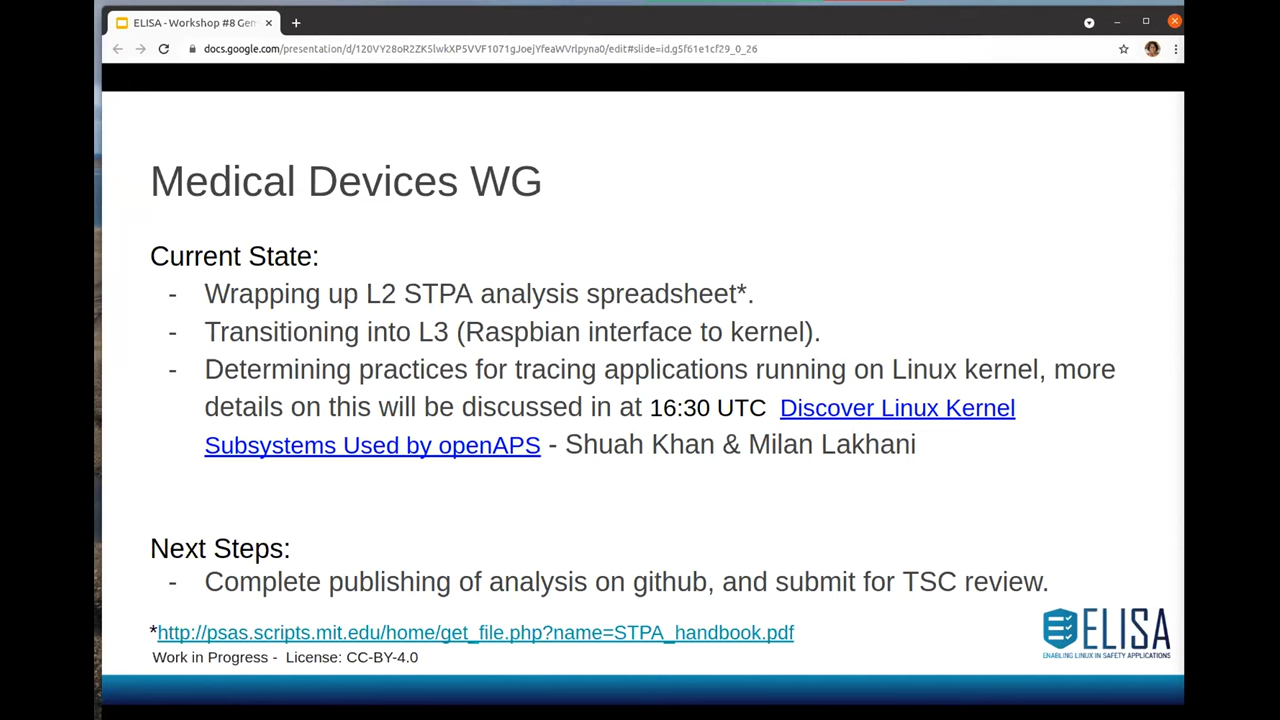 ELISA - Workshop #8 Gen
docs.google.com/presentation/d/120VY28oR2ZK5lwkXP5VVF1071gJoejYfeaWVrlpyna0/edit#slide=id.g5f61e1cf29_0_26
Medical Devices WG
Current State:
- Wrapping up L2 STPA analysis spreadsheet*.
- Transitioning into L3 (Raspbian interface to kernel).
- Determining practices for tracing applications running on Linux kernel, more
details on this will be discussed in at 16:30 UTC Discover Linux Kernel
Subsystems Used by openAPS - Shuah Khan & Milan Lakhani
Next Steps:
- Complete publishing of analysis on github, and submit for TSC review.
*http://psas.scripts.mit.edu/home/get_file.php?name=STPA_handbook.pdf
Work in Progress - License: CC-BY-4.0
ELISA
ENABLING LINUX IN SAFETY APPLICATIONS